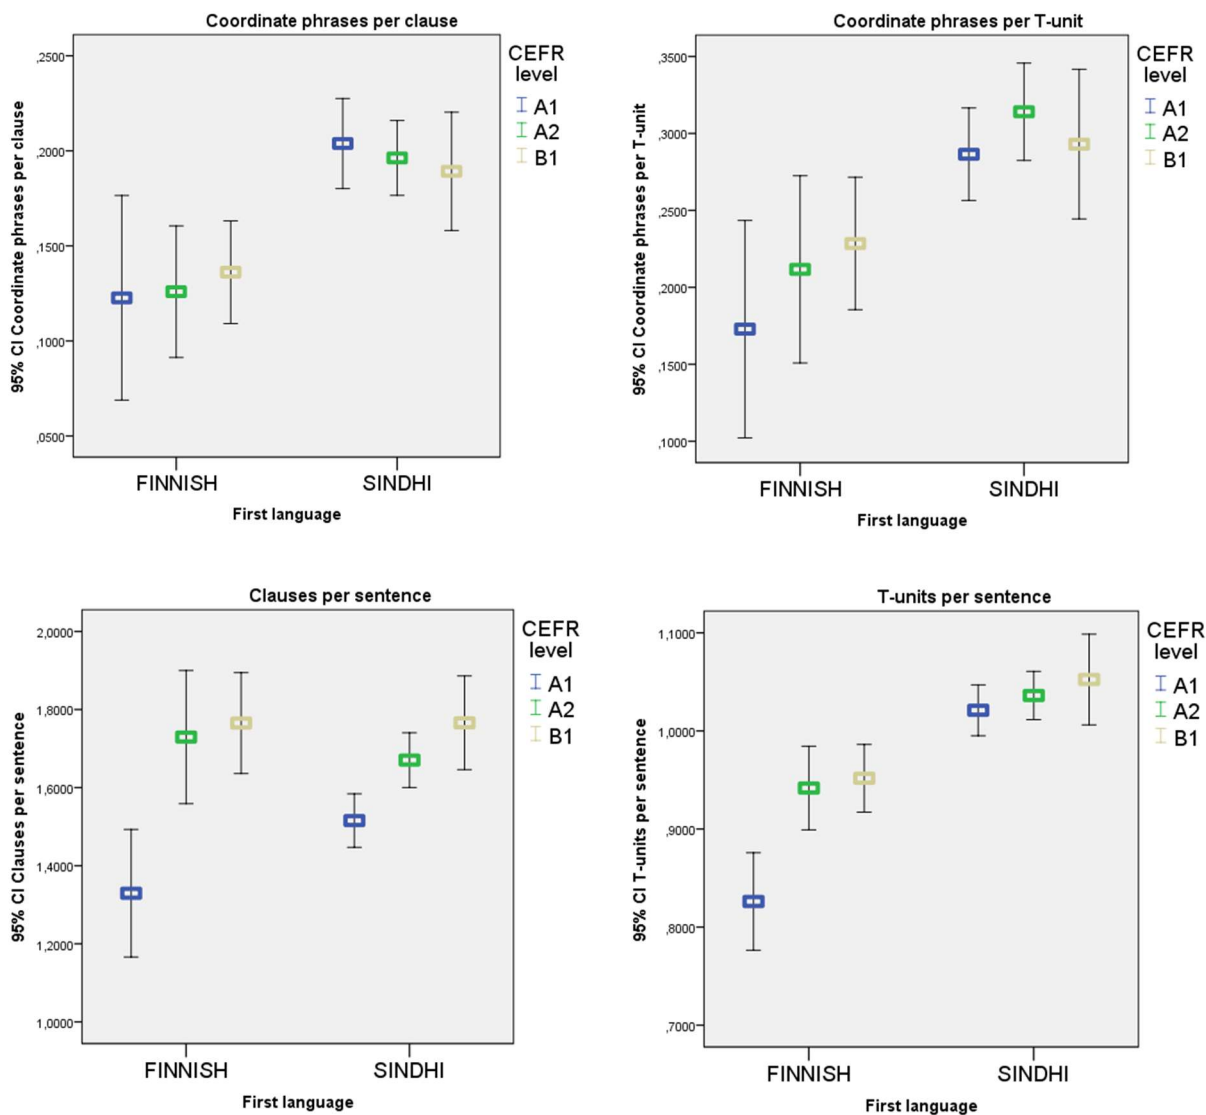 Coordinate phrases per clause
95% CI Coordinate phrases per clause
,2500
,2000
,1500
,1000
,0500
FINNISH SINDHI
First language
CEFR
level
A1
A2
B1
Coordinate phrases per T-unit
95% CI Coordinate phrases per T-unit
,3500
,3000
,2500
,2000
,1500
,1000
FINNISH SINDHI
First language
CEFR
level
A1
A2
B1
Clauses per sentence
95% CI Clauses per sentence
2,0000
1,8000
1,6000
1,4000
1,2000
1,0000
FINNISH SINDHI
First language
CEFR
level
A1
A2
B1
T-units per sentence
95% CI T-units per sentence
1,1000
1,0000
,9000
,8000
,7000
FINNISH SINDHI
First language
CEFR
level
A1
A2
B1